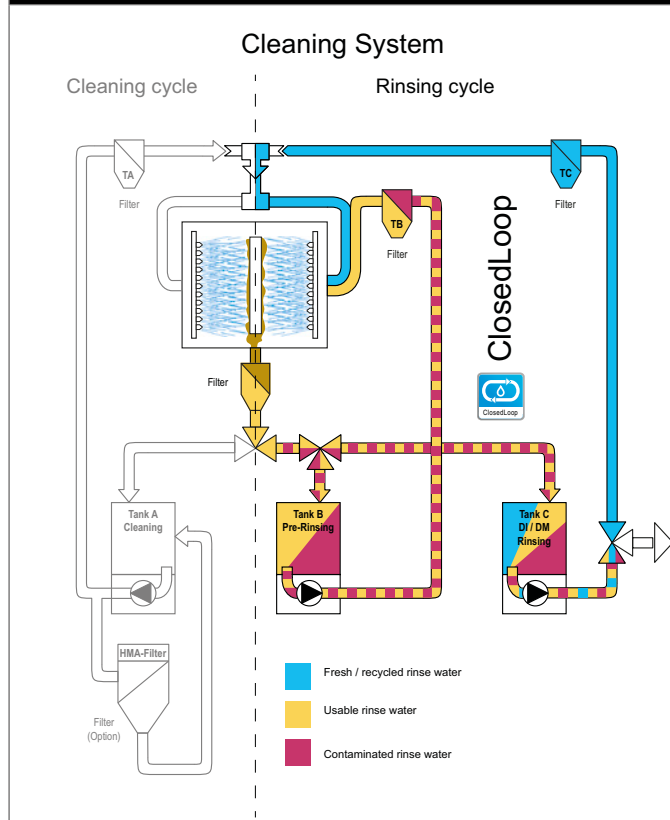 Cleaning System
Cleaning cycle
Rinsing cycle
TA
Filter
TC
Filter
TB
Filter
ClosedLoop
ClosedLoop
Filter
Tank A
Cleaning
Tank B
Pre-Rinsing
Tank C
DI / DM
Rinsing
HMA-Filter
Filter
(Option)
Fresh / recycled rinse water
Usable rinse water
Contaminated rinse water